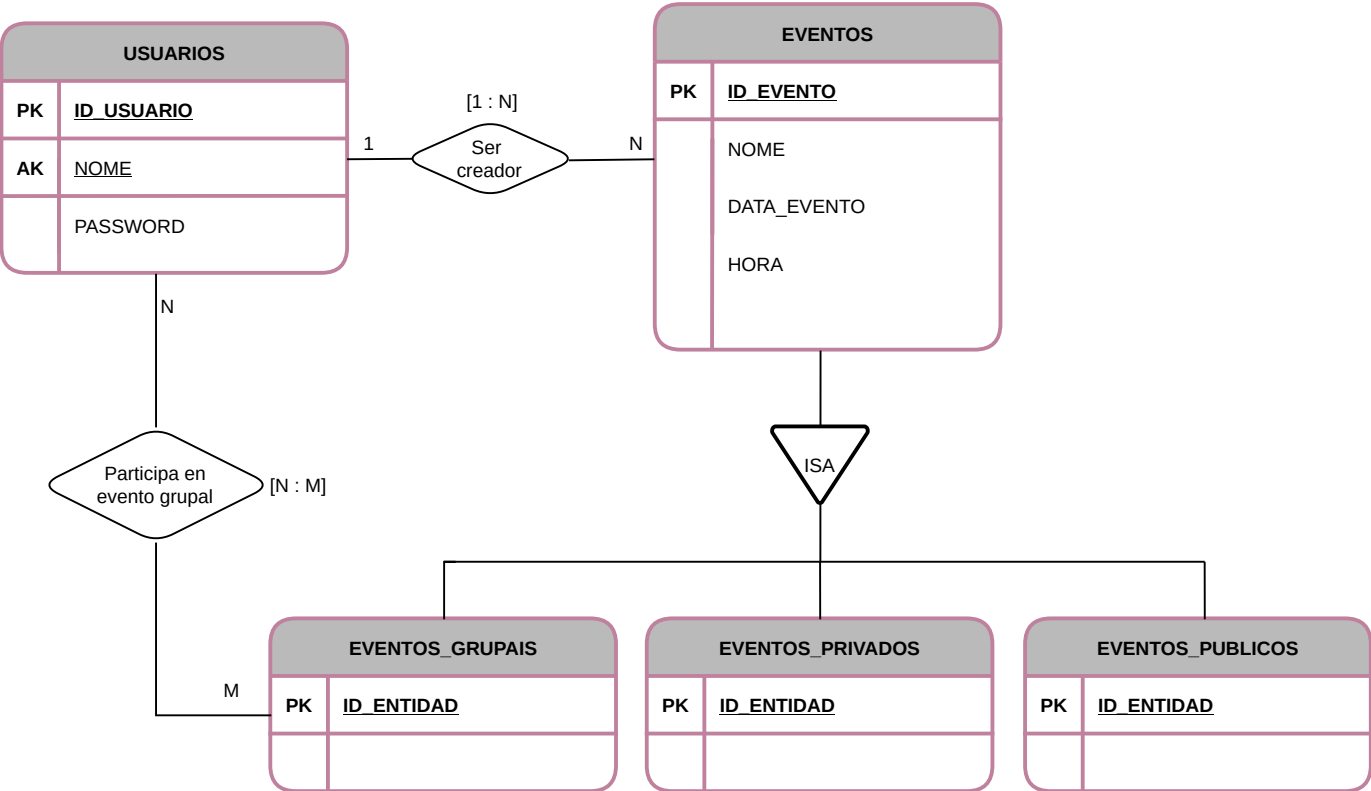 USUARIOS
PK ID_USUARIO
AK NOME
PASSWORD
[1 : N]
1
Ser
creador
N
EVENTOS
PK ID_EVENTO
NOME
DATA_EVENTO
HORA
N
Participa en
evento grupal
[N : M]
M
ISA
EVENTOS_GRUPAIS
PK ID_ENTIDAD
EVENTOS_PRIVADOS
PK ID_ENTIDAD
EVENTOS_PUBLICOS
PK ID_ENTIDAD